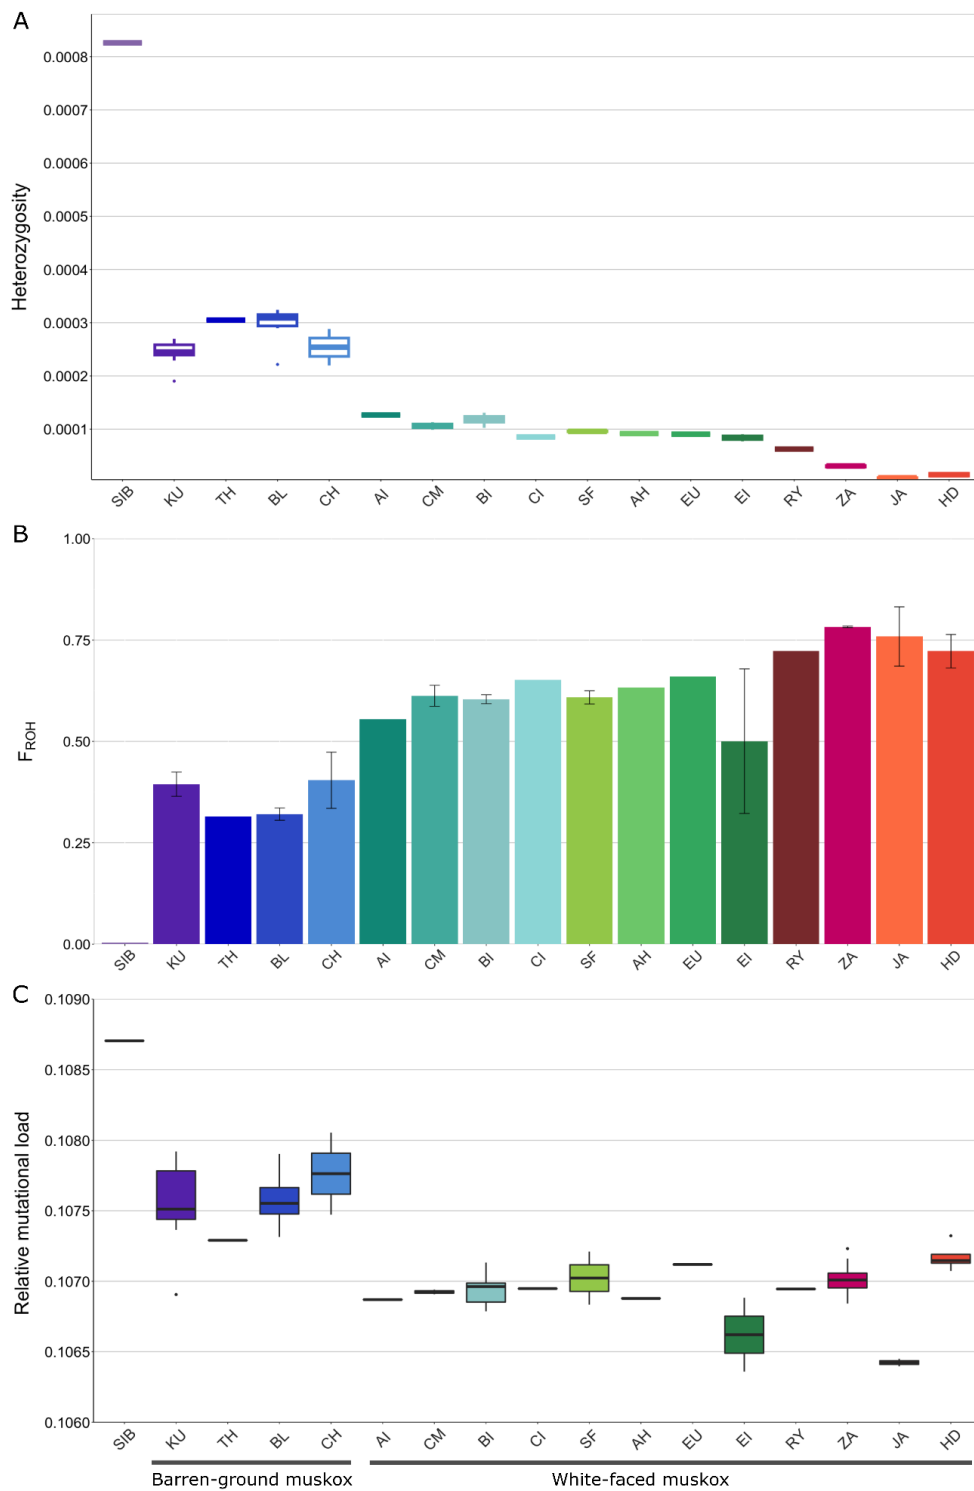 A
Heterozygosity
0.0008
0.0007
0.0006
0.0005
0.0004
0.0003
0.0002
0.0001
SIB KU TH BL CH AI CM BI CI SF AH EU EI RY ZA JA HD
B
FROH
1.00
0.75
0.50
0.25
0.00
SIB KU TH BL CH AI CM BI CI SF AH EU EI RY ZA JA HD
C
Relative mutational load
0.1090
0.1085
0.1080
0.1075
0.1070
0.1065
0.1060
SIB KU TH BL CH AI CM BI CI SF AH EU EI RY ZA JA HD
Barren-ground muskox White-faced muskox